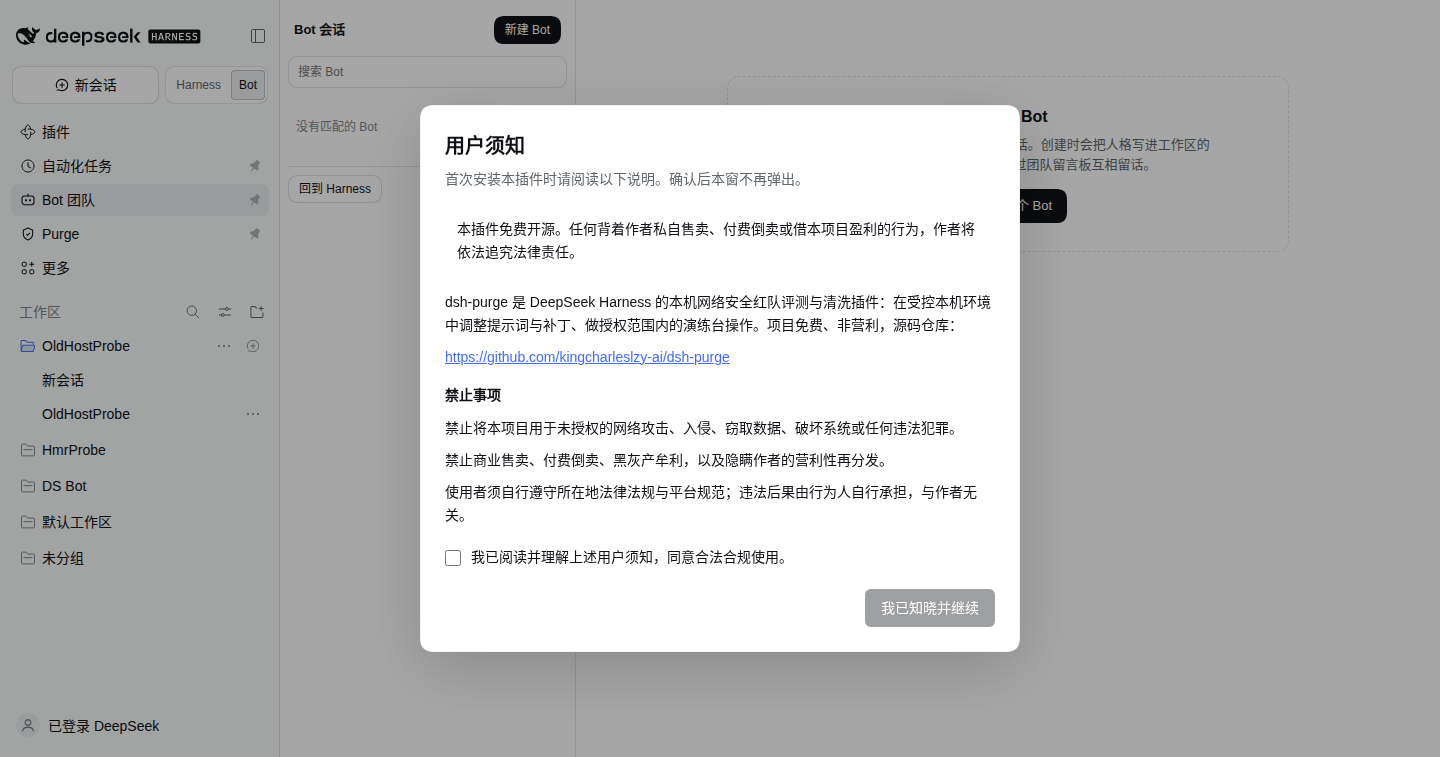 deepseek HARNESS
新会话
Harness
Bot
插件
自动化任务
Bot 团队
Purge
更多
工作区
OldHostProbe
新会话
OldHostProbe
HmrProbe
DS Bot
默认工作区
未分组
已登录 DeepSeek
Bot 会话
新建 Bot
搜索 Bot
没有匹配的 Bot
回到 Harness
Bot
话。创建时会把人格写进工作区的
过团队留言板互相留话。
个 Bot
用户须知
首次安装本插件时请阅读以下说明。确认后本窗不再弹出。
本插件免费开源。任何背着作者私自售卖、付费倒卖或借本项目盈利的行为，作者将
依法追究法律责任。
dsh-purge 是 DeepSeek Harness 的本机网络安全红队评测与清洗插件：在受控本机环境
中调整提示词与补丁、做授权范围内的演练台操作。项目免费、非营利，源码仓库：
https://github.com/kingcharleslzy-ai/dsh-purge
禁止事项
禁止将本项目用于未授权的网络攻击、入侵、窃取数据、破坏系统或任何违法犯罪。
禁止商业售卖、付费倒卖、黑灰产牟利，以及隐瞒作者的营利性再分发。
使用者须自行遵守所在地法律法规与平台规范；违法后果由行为人自行承担，与作者无
关。
我已阅读并理解上述用户须知，同意合法合规使用。
我已知晓并继续